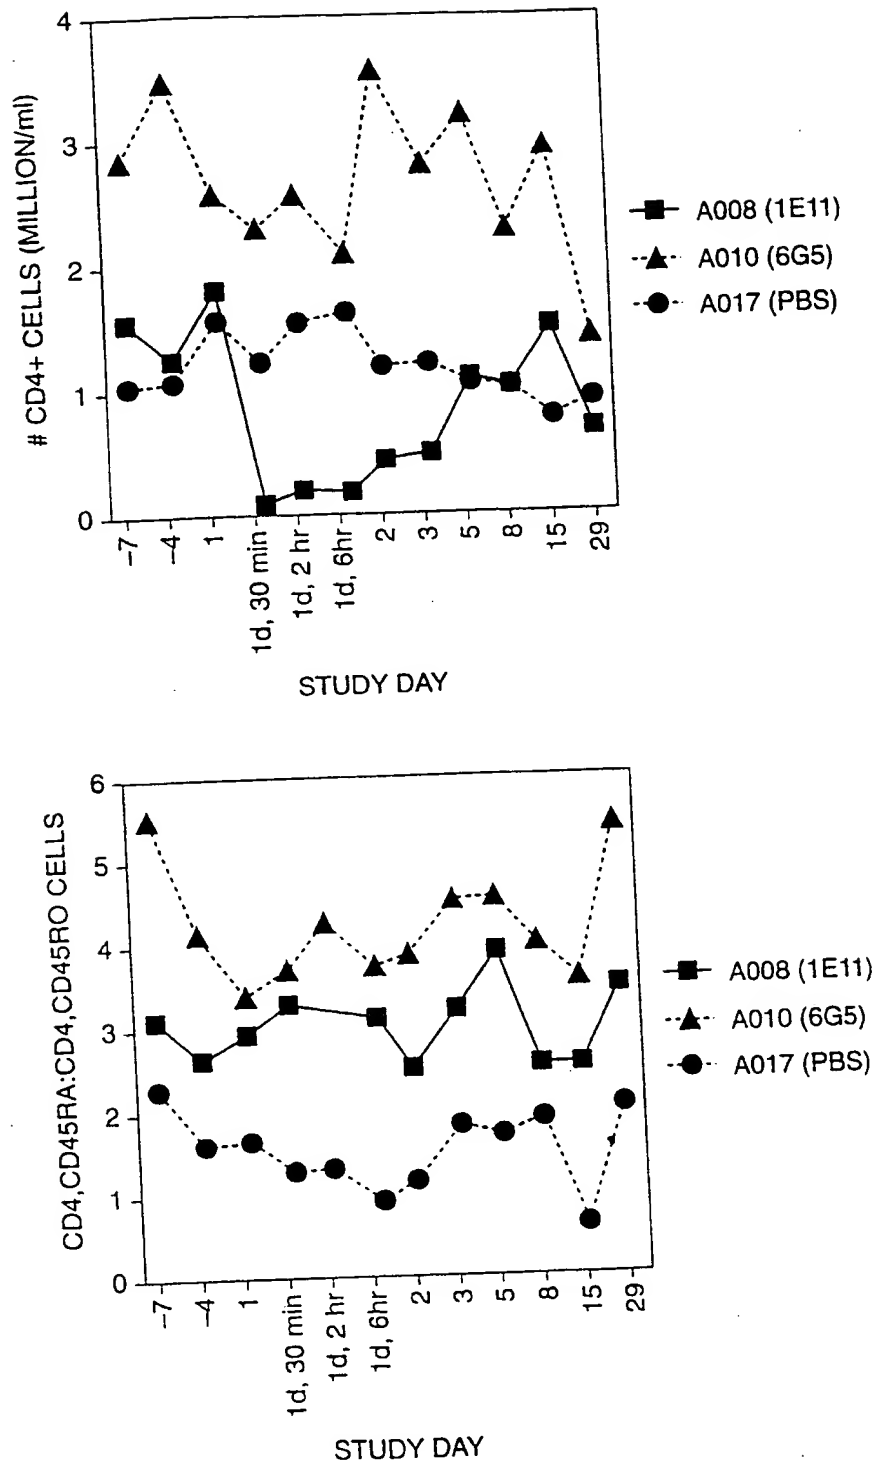 # CD4+ CELLS (MILLION/ml)
4
3
2
1
0
−7
−4
1
1d, 30 min
1d, 2 hr
1d, 6hr
2
3
5
8
15
29
STUDY DAY
A008 (1E11)
A010 (6G5)
A017 (PBS)
CD4,CD45RA:CD4,CD45RO CELLS
6
5
4
3
2
1
0
−7
−4
1
1d, 30 min
1d, 2 hr
1d, 6hr
2
3
5
8
15
29
STUDY DAY
A008 (1E11)
A010 (6G5)
A017 (PBS)